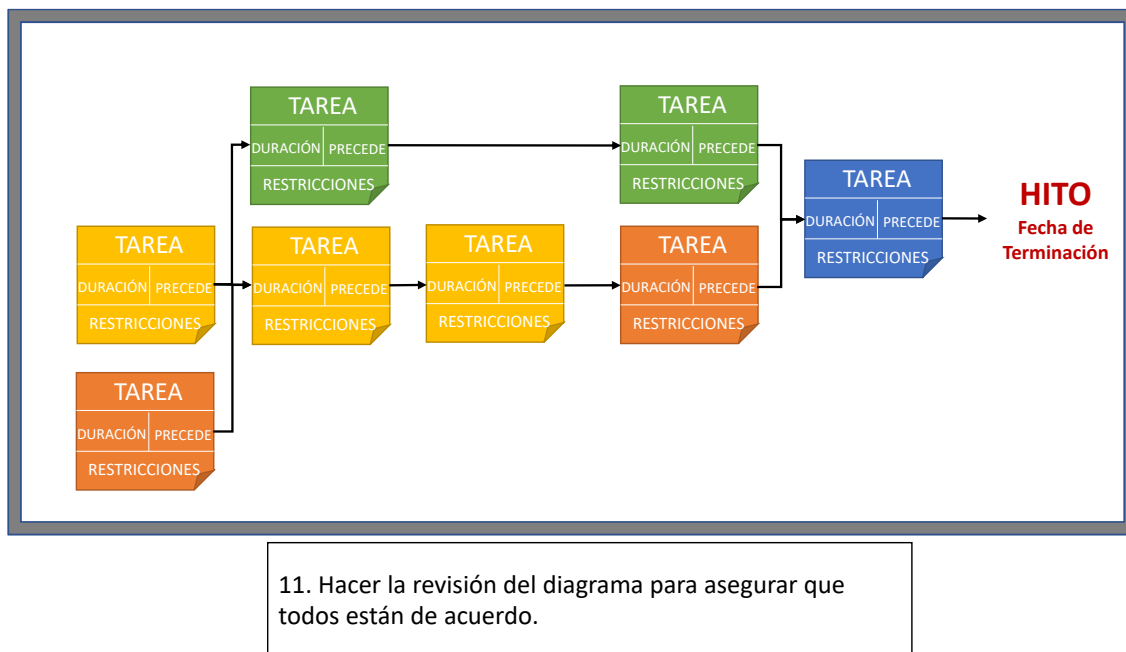 TAREA
DURACIÓN PRECEDE
RESTRICCIONES
TAREA
DURACIÓN PRECEDE
RESTRICCIONES
TAREA
DURACIÓN PRECEDE
RESTRICCIONES
HITO
Fecha de
Terminación
TAREA
DURACIÓN PRECEDE
RESTRICCIONES
TAREA
DURACIÓN PRECEDE
RESTRICCIONES
TAREA
DURACIÓN PRECEDE
RESTRICCIONES
TAREA
DURACIÓN PRECEDE
RESTRICCIONES
TAREA
DURACIÓN PRECEDE
RESTRICCIONES
11. Hacer la revisión del diagrama para asegurar que
todos están de acuerdo.